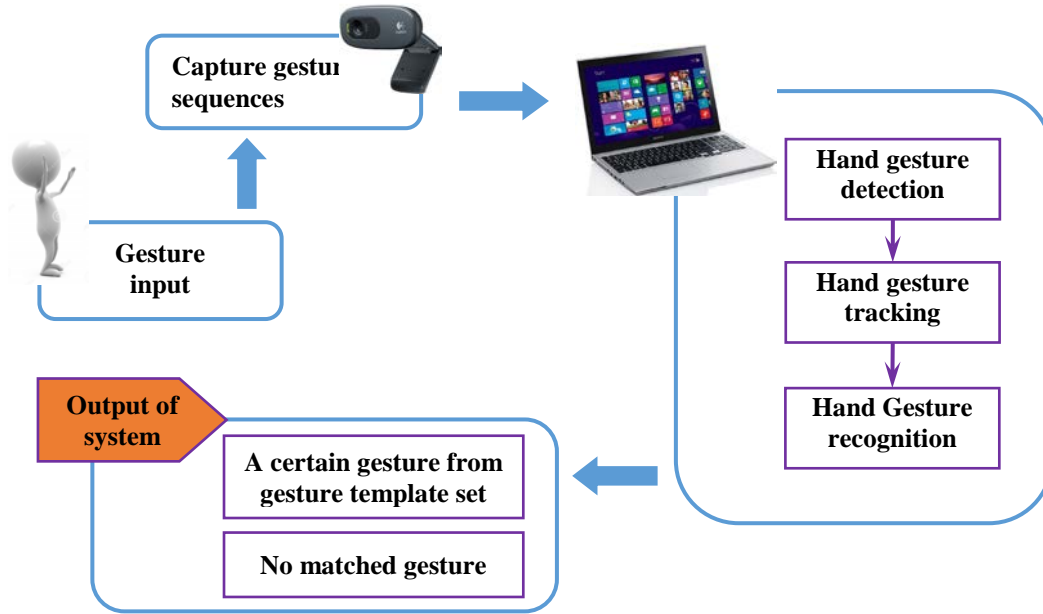 Capture gestur
sequences
Gesture
input
Hand gesture
detection
Hand gesture
tracking
Hand Gesture
recognition
Output of
system
A certain gesture from
gesture template set
No matched gesture